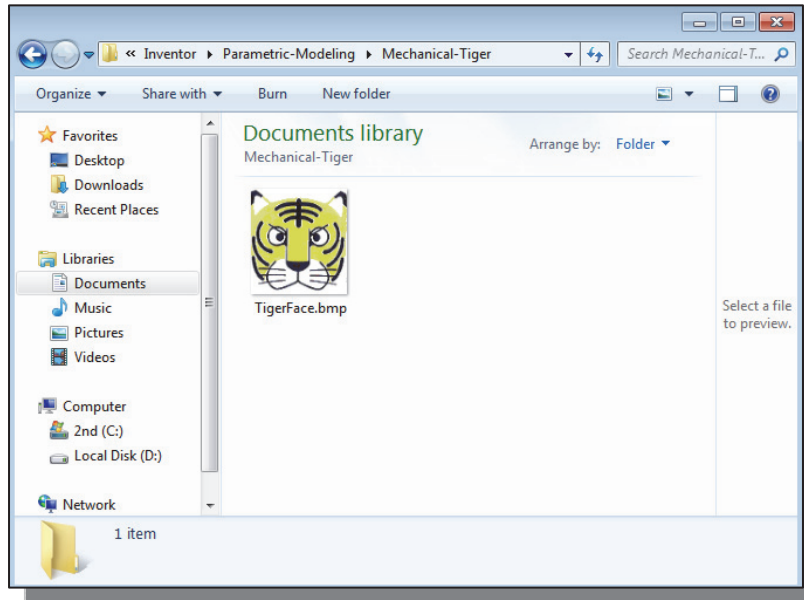 « Inventor ▸ Parametric-Modeling ▸ Mechanical-Tiger
Search Mechanical-T...
Organize Share with Burn New folder
Favorites
Desktop
Downloads
Recent Places
Libraries
Documents
Music
Pictures
Videos
Computer
2nd (C:)
Local Disk (D:)
Network
Documents library
Mechanical-Tiger
Arrange by: Folder
TigerFace.bmp
Select a file
to preview.
1 item